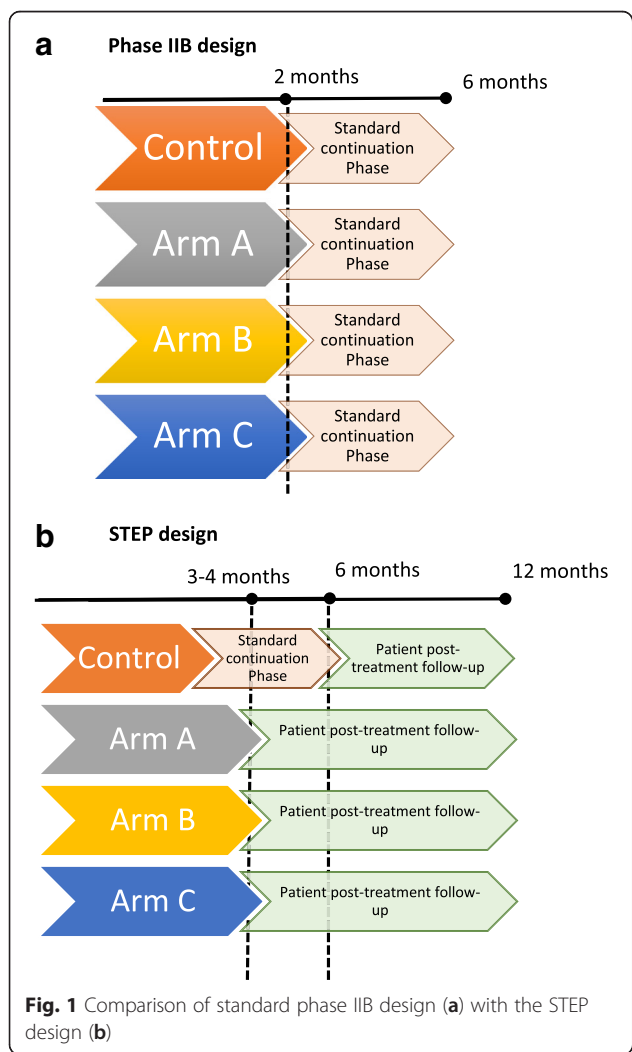 a
Phase IIB design
2 months
6 months
Control
Standard
continuation
Phase
Arm A
Standard
continuation
Phase
Arm B
Standard
continuation
Phase
Arm C
Standard
continuation
Phase
b
STEP design
3-4 months
6 months
12 months
Control
Standard
continuation
Phase
Patient post-
treatment follow-up
Arm A
Patient post-treatment follow-
up
Arm B
Patient post-treatment follow-
up
Arm C
Patient post-treatment follow-
up
Fig. 1 Comparison of standard phase IIB design (a) with the STEP
design (b)